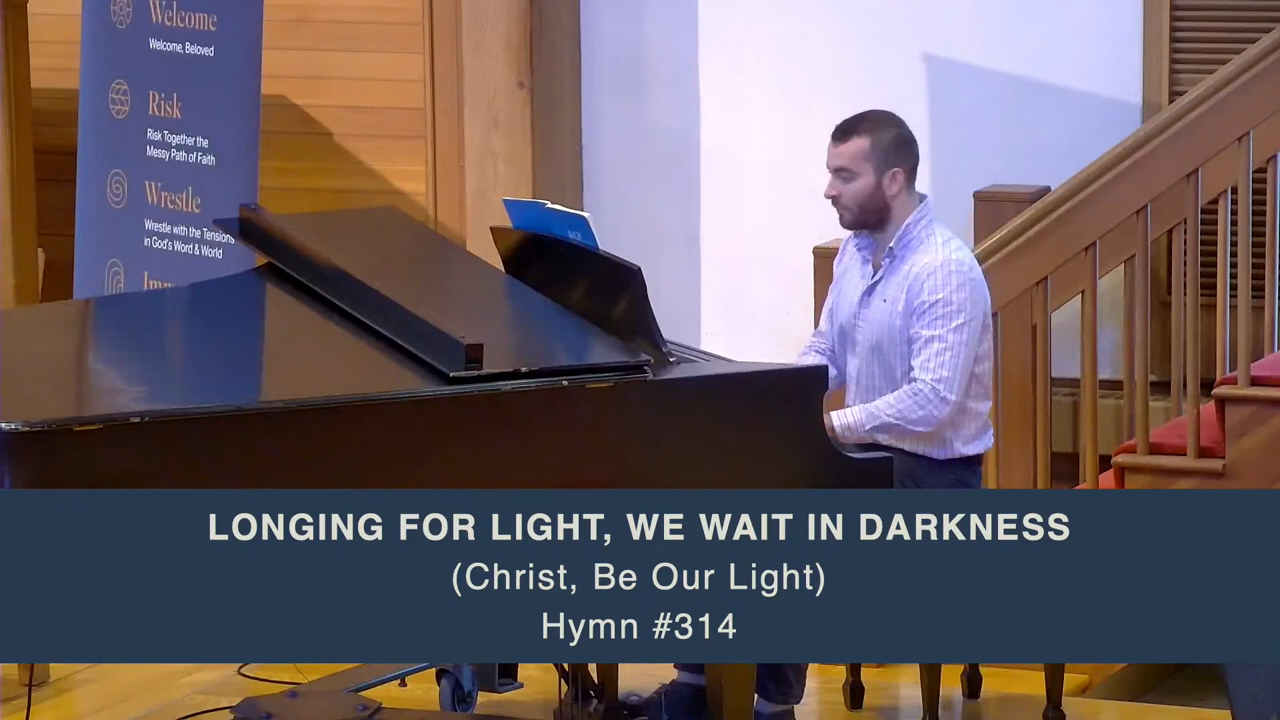 Welcome
Welcome, Beloved
Risk
Risk Together the
Messy Path of Faith
Wrestle
Wrestle with the Tensions
in God's Word & World
LONGING FOR LIGHT, WE WAIT IN DARKNESS
(Christ, Be Our Light)
Hymn #314